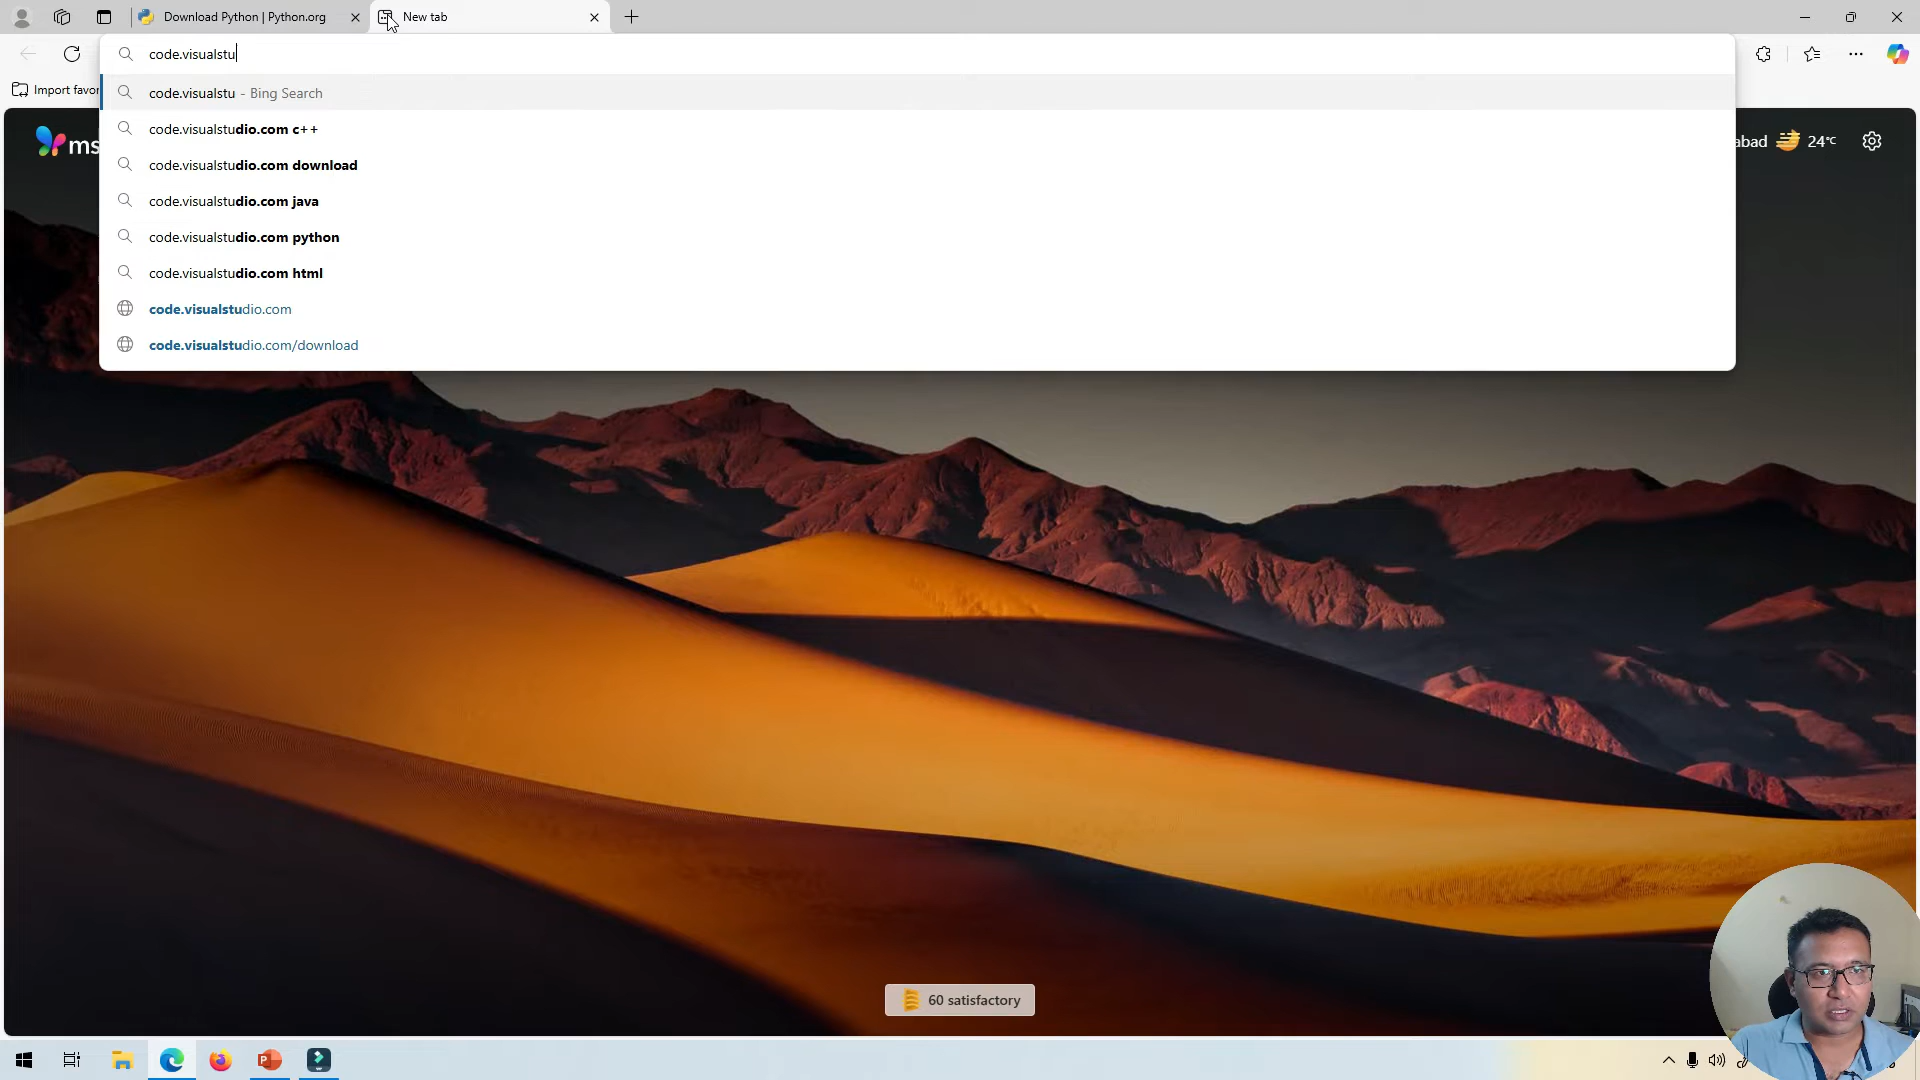 Download Python | Python.org
New tab
code.visualstu
Import favor
code.visualstu - Bing Search
code.visualstudio.com c++
code.visualstudio.com download
code.visualstudio.com java
code.visualstudio.com python
code.visualstudio.com html
code.visualstudio.com
code.visualstudio.com/download
ms
abad 24°C
60 satisfactory